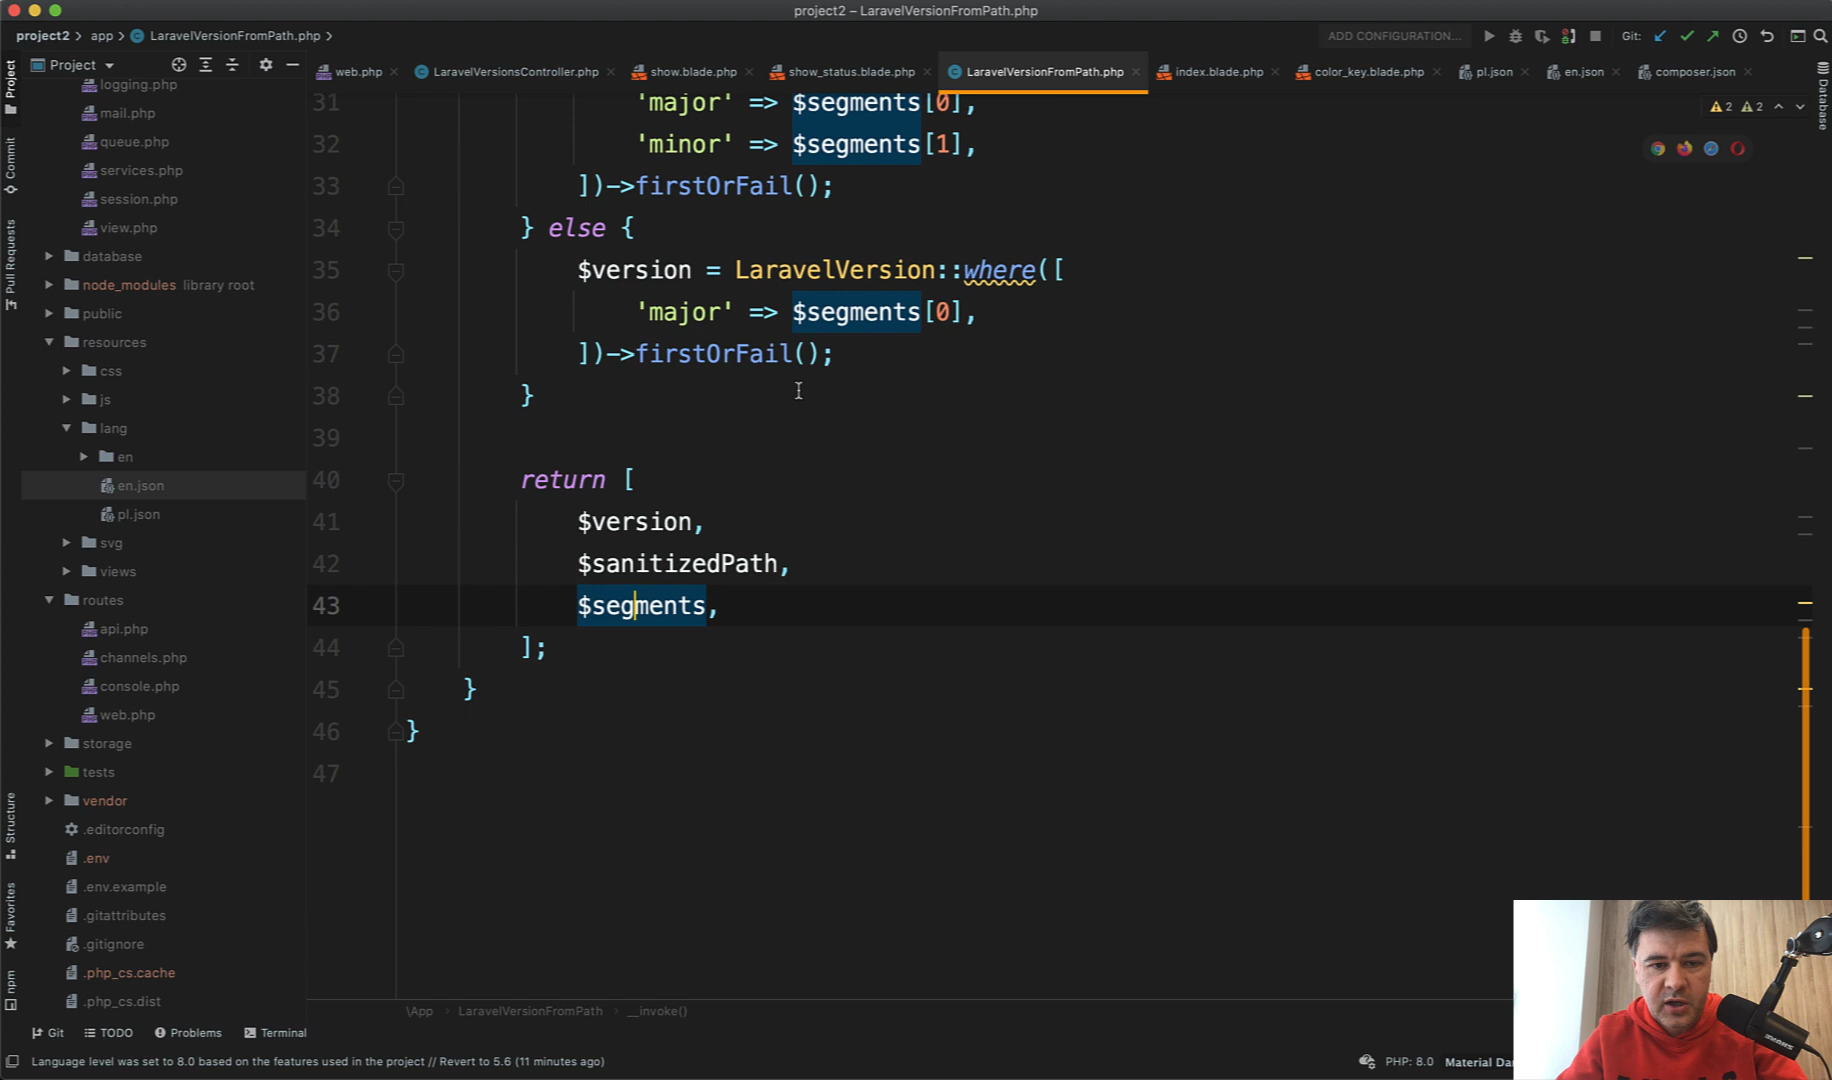 project2 – LaravelVersionFromPath.php
project2 app LaravelVersionFromPath.php
ADD CONFIGURATION... Git:
Project
web.php LaravelVersionsController.php show.blade.php show_status.blade.php LaravelVersionFromPath.php index.blade.php color_key.blade.php pl.json en.json composer.json
Project
Commit
Pull Requests
Structure
Favorites
npm
Database
2 2
logging.php
mail.php
queue.php
services.php
session.php
view.php
database
node_modules library root
public
resources
css
js
lang
en
en.json
pl.json
svg
views
routes
api.php
channels.php
console.php
web.php
storage
tests
vendor
.editorconfig
.env
.env.example
.gitattributes
.gitignore
.php_cs.cache
.php_cs.dist
31 'major' => $segments[0],
32 'minor' => $segments[1],
33 ])->firstOrFail();
34 } else {
35 $version = LaravelVersion::where([
36 'major' => $segments[0],
37 ])->firstOrFail();
38 }
39
40 return [
41 $version,
42 $sanitizedPath,
43 $segments,
44 ];
45 }
46 }
47
\App LaravelVersionFromPath __invoke()
Git TODO Problems Terminal
Language level was set to 8.0 based on the features used in the project // Revert to 5.6 (11 minutes ago)
PHP: 8.0 Material Da